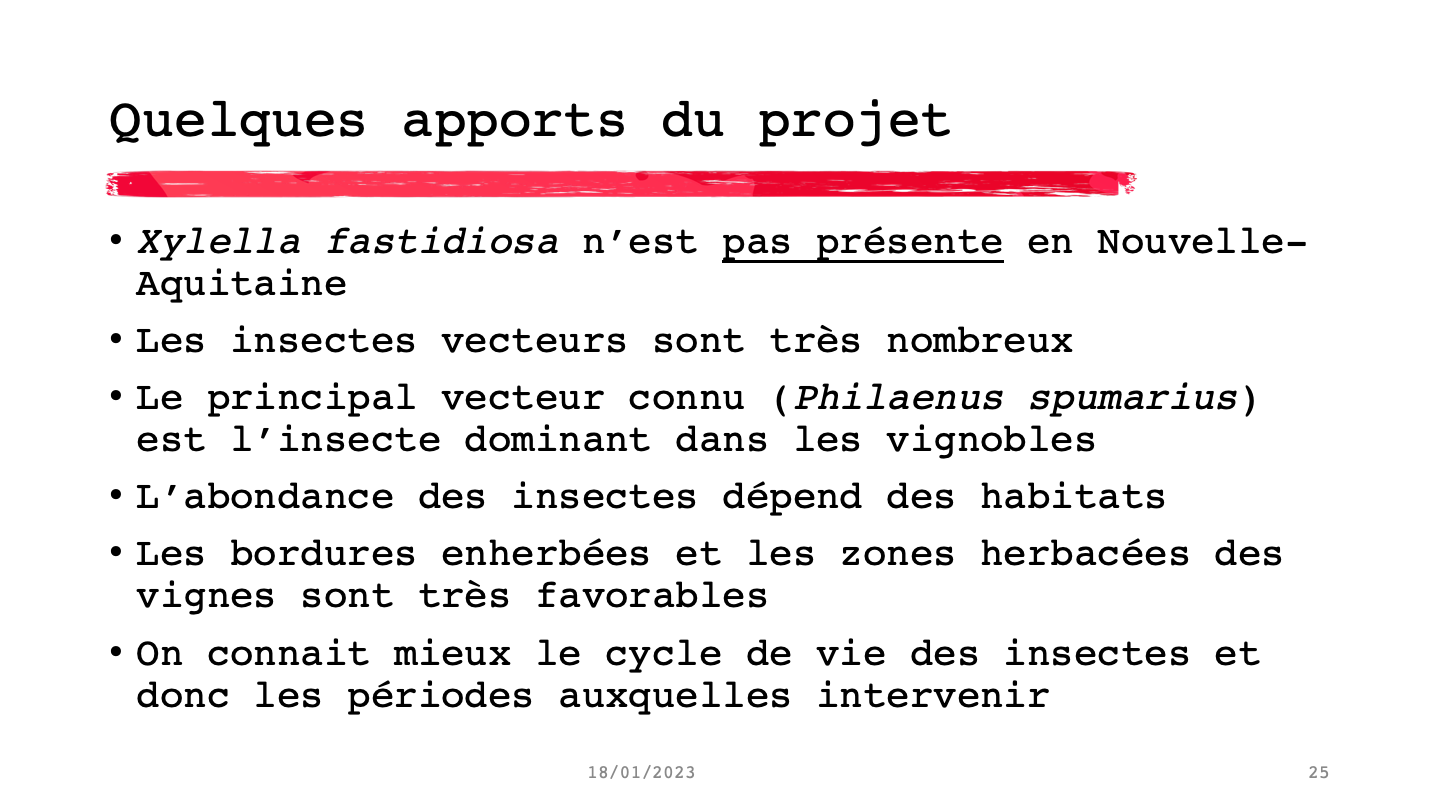 Quelques apports du projet
• Xylella fastidiosa n’est pas présente en Nouvelle-
Aquitaine
• Les insectes vecteurs sont très nombreux
• Le principal vecteur connu (Philaenus spumarius)
est l’insecte dominant dans les vignobles
• L’abondance des insectes dépend des habitats
• Les bordures enherbées et les zones herbacées des
vignes sont très favorables
• On connait mieux le cycle de vie des insectes et
donc les périodes auxquelles intervenir
18/01/2023
25